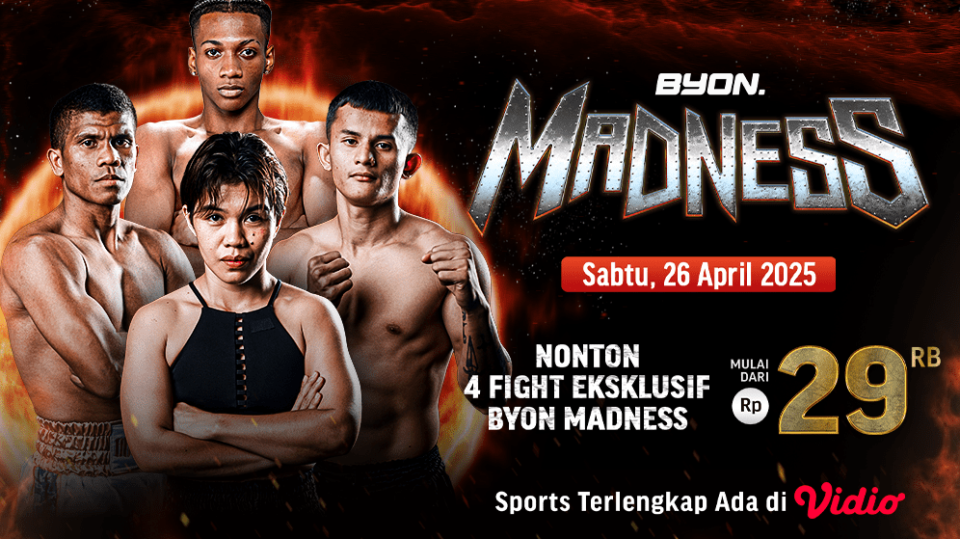 BYON.
MADNESS
Sabtu, 26 April 2025
NONTON
4 FIGHT EKSKLUSIF
BYON MADNESS
MULAI
DARI
Rp
29 RB
Sports Terlengkap Ada di Vidio